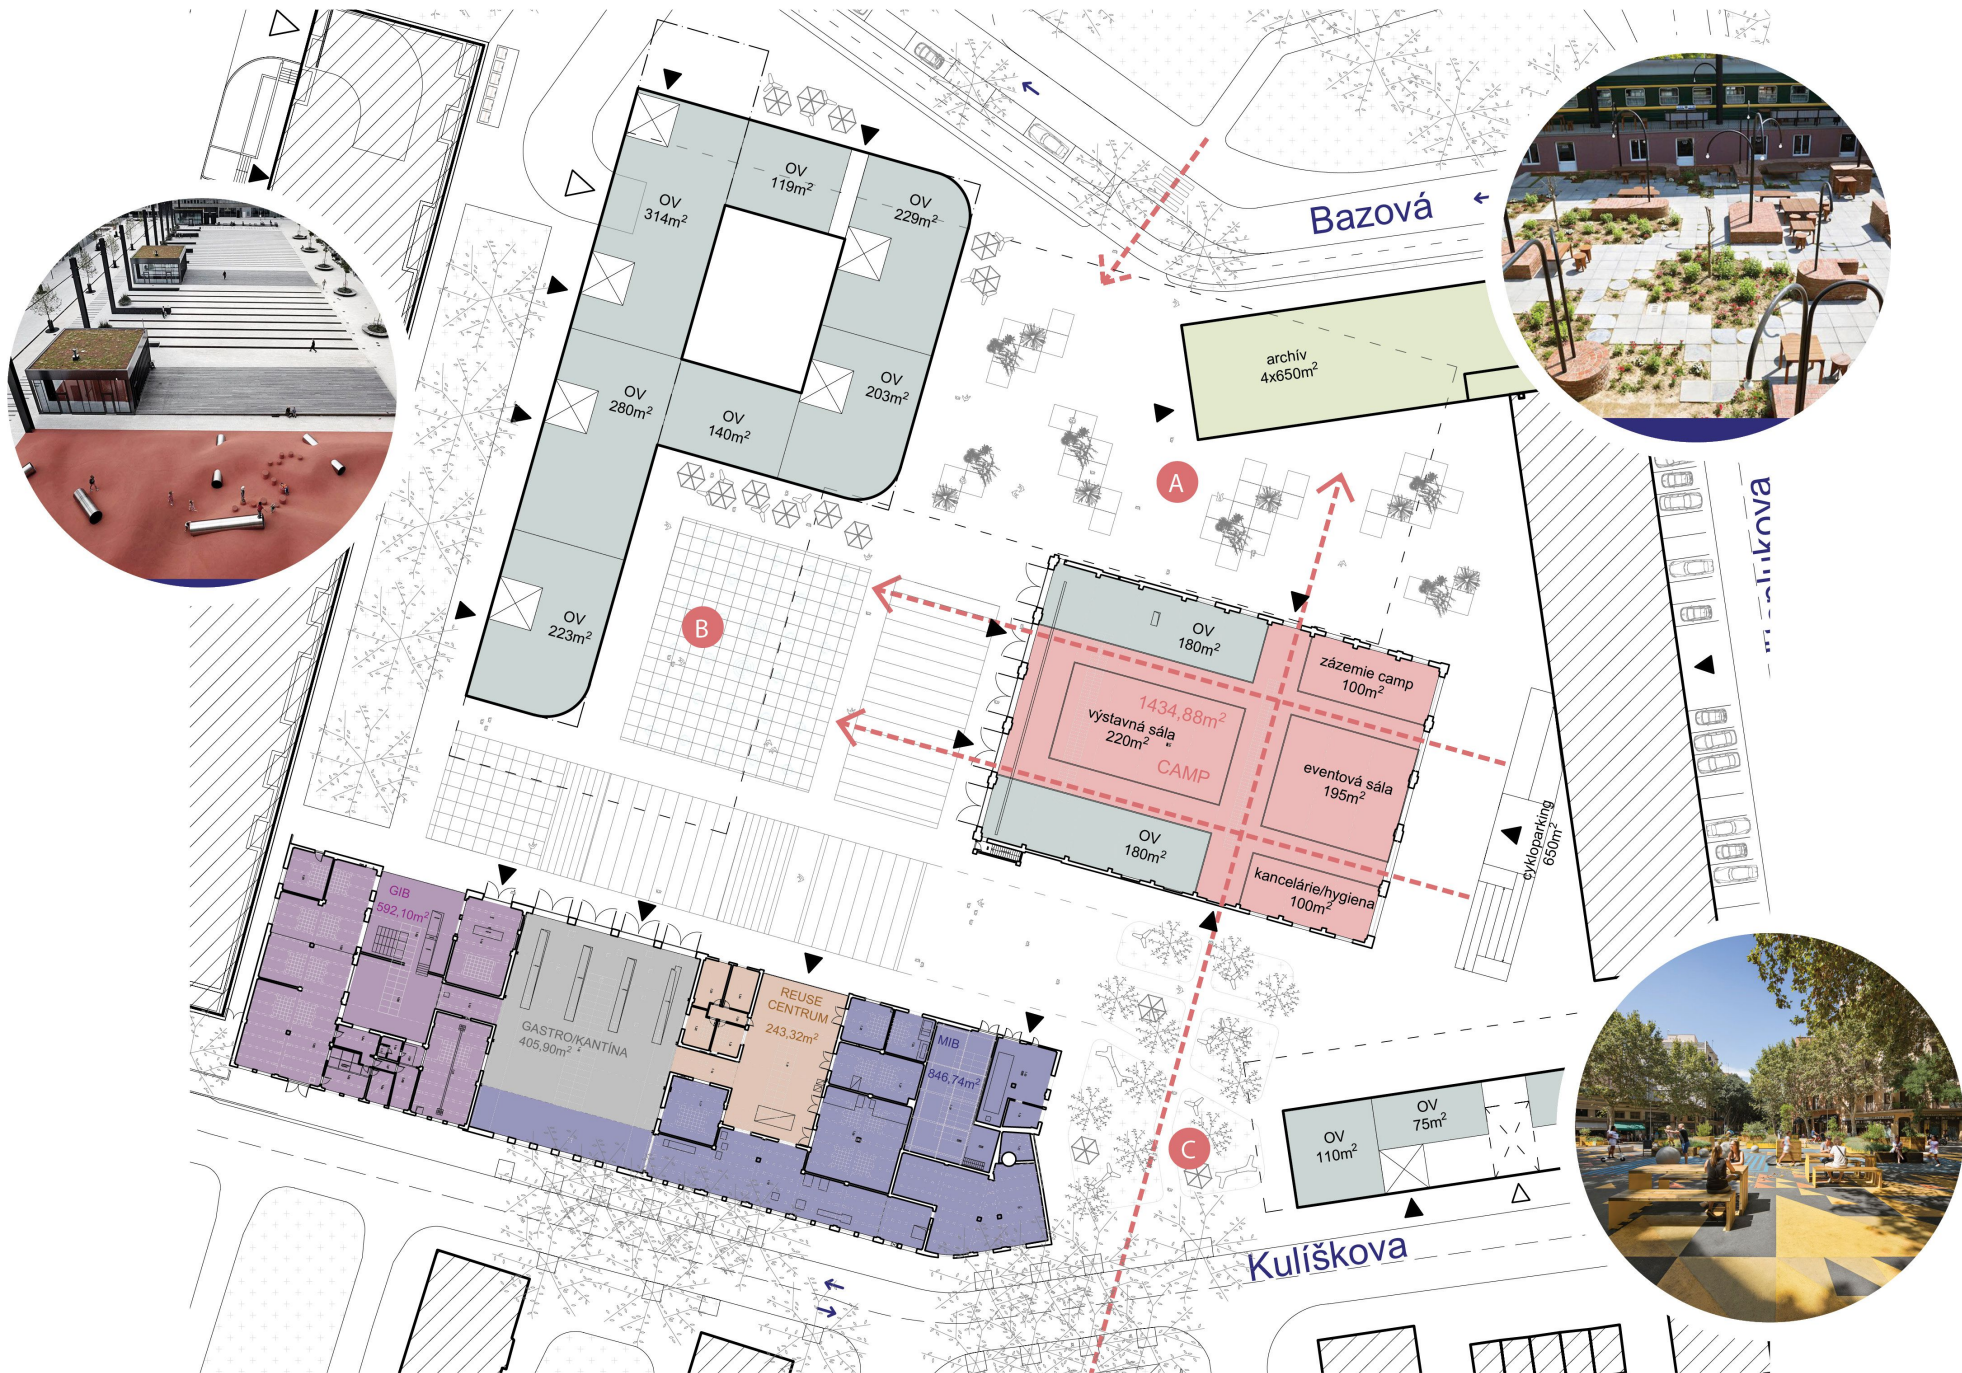 OV
119m²
OV
314m²
OV
229m²
Bazová
archív
4x650m²
OV
280m²
OV
203m²
OV
140m²
A
OV
223m²
B
OV
180m²
zázemie camp
100m²
1434,88m²
výstavná sála
220m²
CAMP
eventová sála
195m²
OV
180m²
cykloparking
650m²
kancelárie/hygiena
100m²
GIB
592,10m²
REUSE
CENTRUM
243,32m²
GASTRO/KANTÍNA
405,90m²
MIB
846,74m²
OV
75m²
OV
110m²
C
Kulíškova